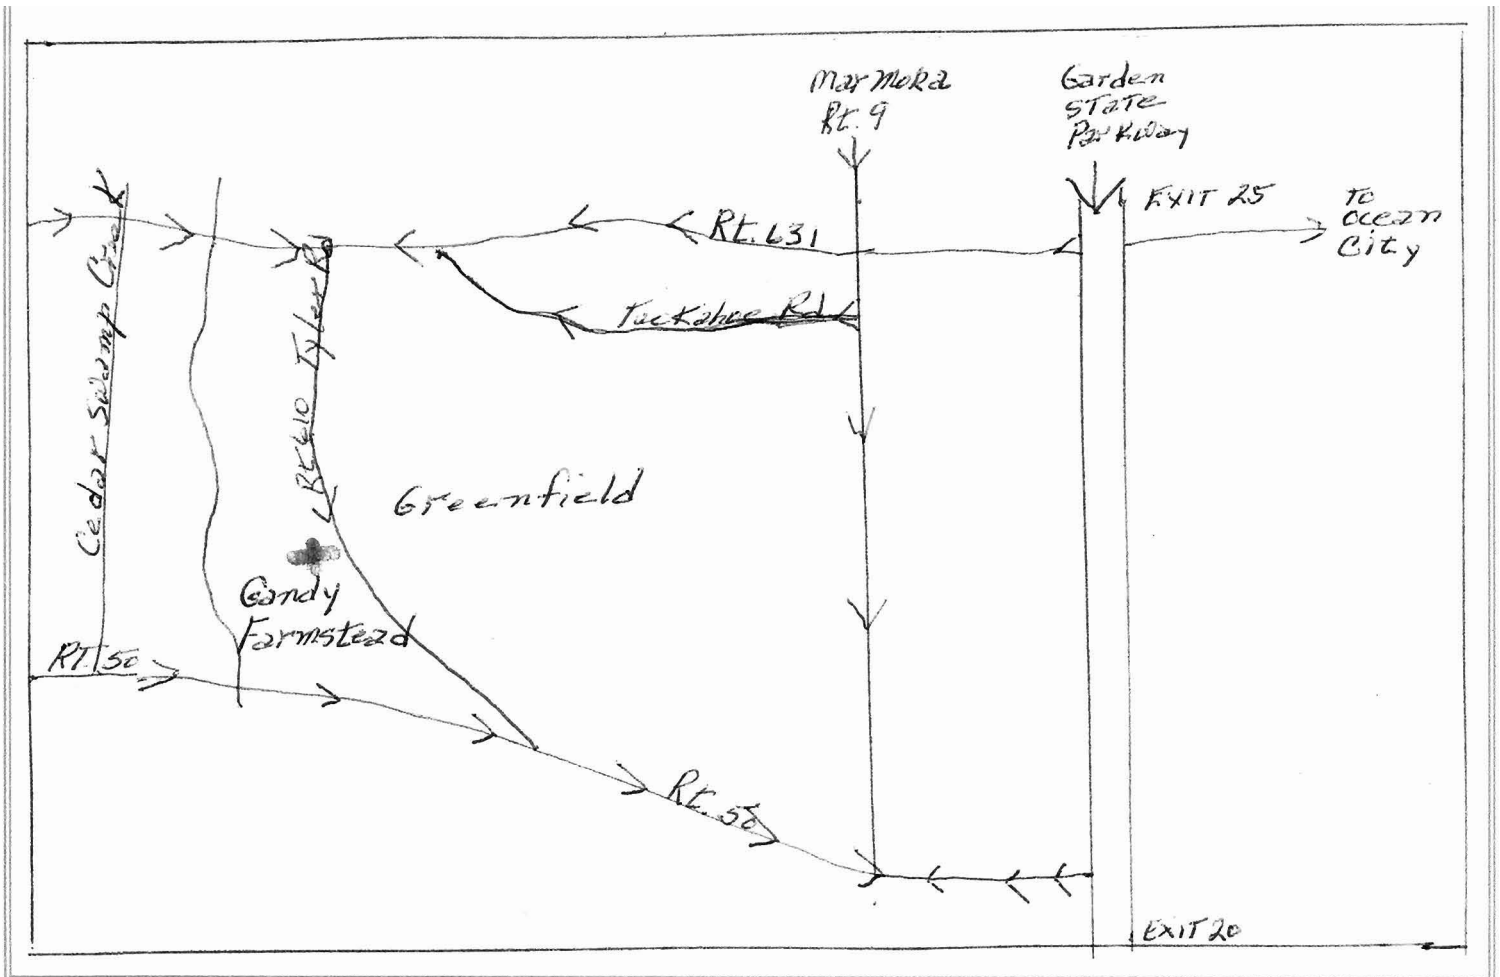 Marmora
Rt. 9
Garden
STATE
Parkway
EXIT 25
TO
Ocean
City
Rt. 631
Tuckahoe Rd
Cedar Swamp Creek
Rt 610 Tyler Rd
Greenfield
Gandy
Farmstead
RT. 50
Rt. 50
EXIT 20